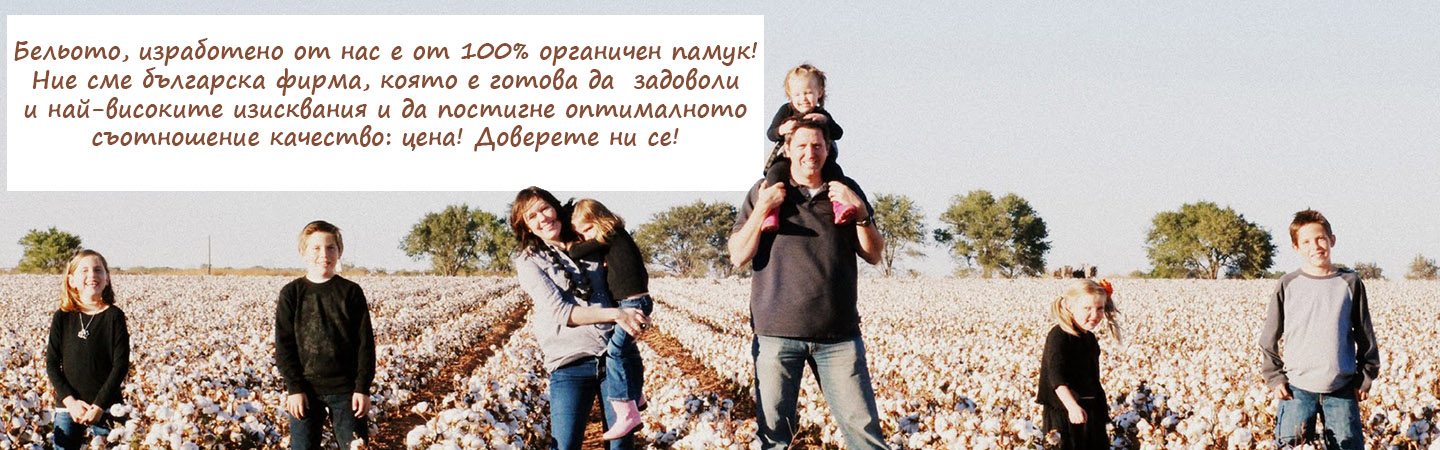 Бельото, изработено от нас е от 100% органичен памук!
Ние сме българска фирма, която е готова да задоволи
и най-високите изисквания и да постигне оптималното
съотношение качество: цена! Доверете ни се!